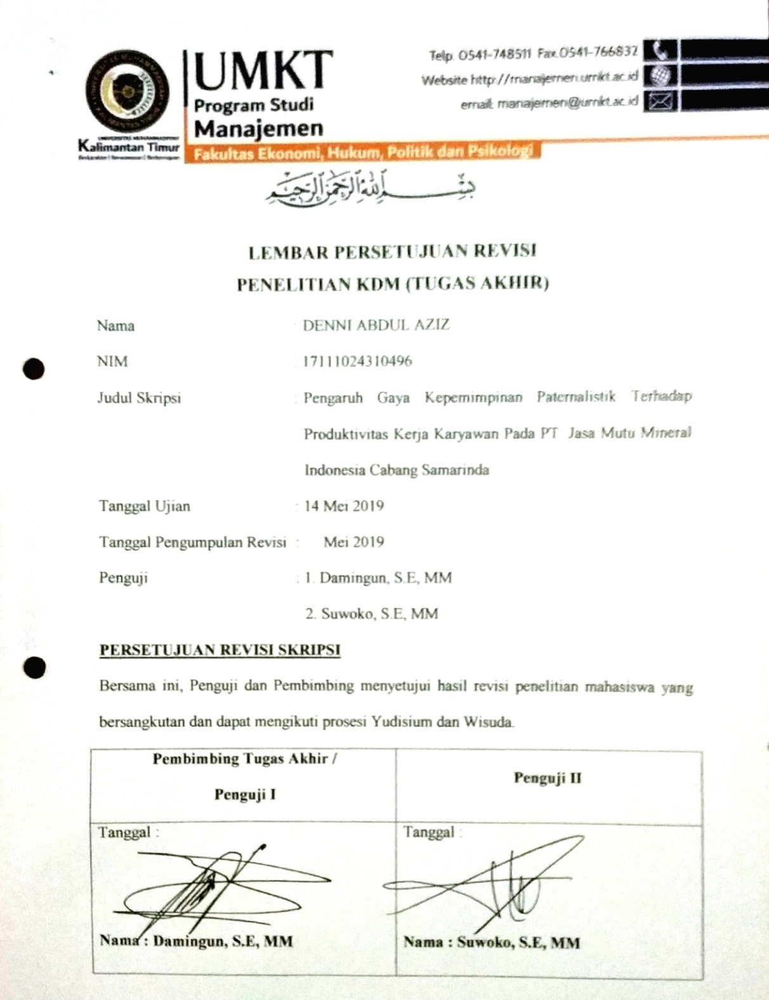 UMKT
Program Studi
Manajemen
Fakultas Ekonomi, Hukum, Politik dan Psikologi
UNIVERSITAS MUHAMMADIYAH
Kalimantan Timur
Telp. 0541-748511 Fax.0541-766832
Website http://manajemen.umkt.ac.id
email: manajemen@umkt.ac.id
بسم الله الرحمن الرحيم
LEMBAR PERSETUJUAN REVISI
PENELITIAN KDM (TUGAS AKHIR)
Nama : DENNI ABDUL AZIZ
NIM : 17111024310496
Judul Skripsi : Pengaruh Gaya Kepemimpinan Paternalistik Terhadap
Produktivitas Kerja Karyawan Pada PT Jasa Mutu Mineral
Indonesia Cabang Samarinda
Tanggal Ujian : 14 Mei 2019
Tanggal Pengumpulan Revisi : Mei 2019
Penguji : 1. Damingun, S.E, MM
2. Suwoko, S.E, MM
PERSETUJUAN REVISI SKRIPSI
Bersama ini, Penguji dan Pembimbing menyetujui hasil revisi penelitian mahasiswa yang
bersangkutan dan dapat mengikuti prosesi Yudisium dan Wisuda.
Pembimbing Tugas Akhir /
Penguji I
Penguji II
Tanggal :
Tanggal :
Nama : Damingun, S.E, MM
Nama : Suwoko, S.E, MM